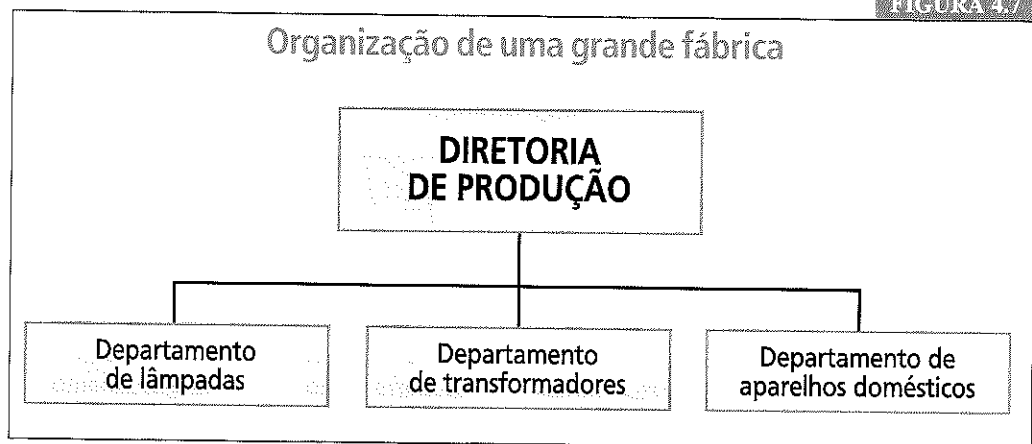 FIGURA 4.7
Organização de uma grande fábrica
DIRETORIA
DE PRODUÇÃO
Departamento
de lâmpadas
Departamento
de transformadores
Departamento de
aparelhos domésticos